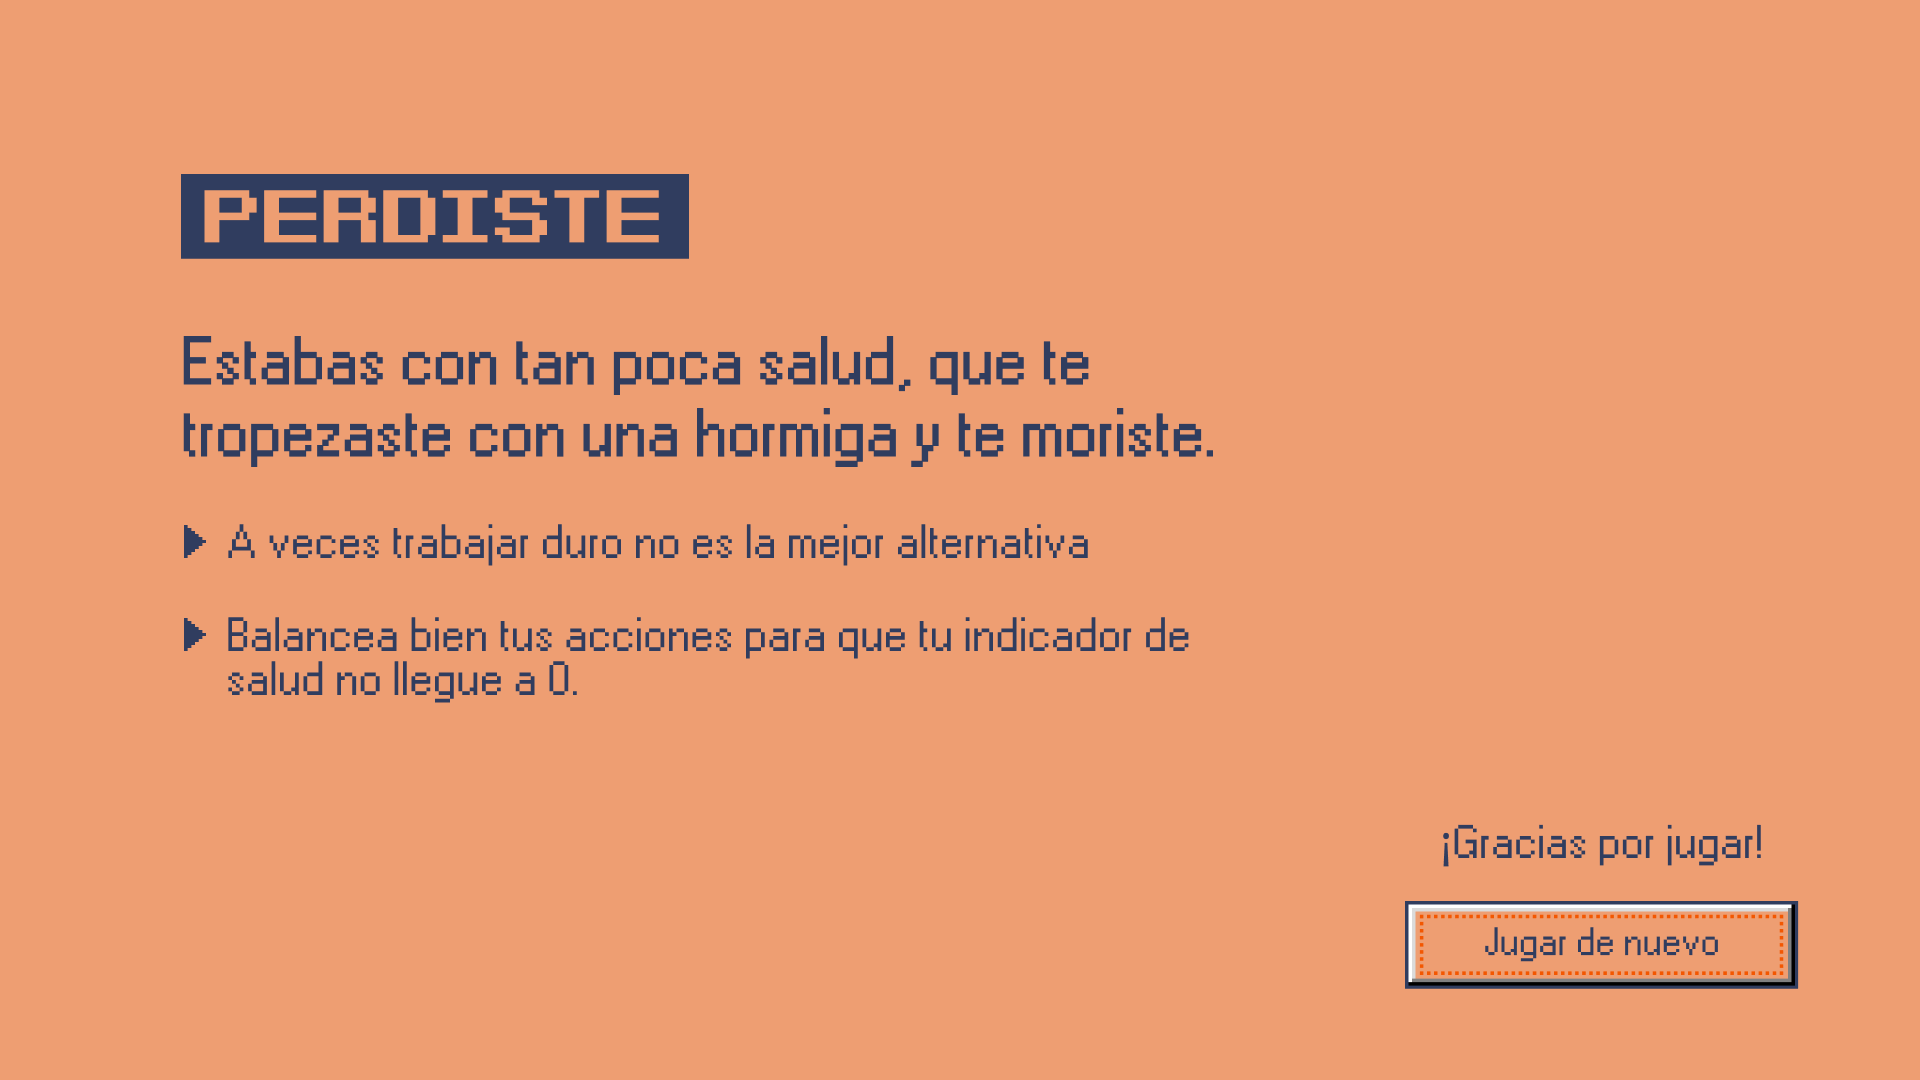 PERDISTE
Estabas con tan poca salud, que te
tropezaste con una hormiga y te moriste.
A veces trabajar duro no es la mejor alternativa
Balancea bien tus acciones para que tu indicador de
salud no llegue a 0.
¡Gracias por jugar!
Jugar de nuevo